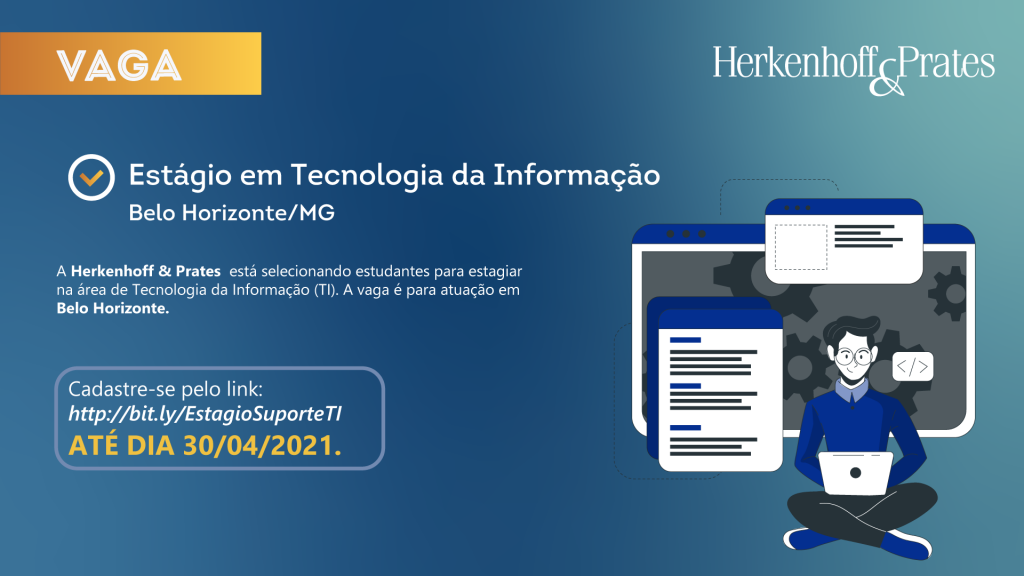 VAGA
Herkenhoff&Prates
Estágio em Tecnologia da Informação
Belo Horizonte/MG
A Herkenhoff & Prates está selecionando estudantes para estagiar
na área de Tecnologia da Informação (TI). A vaga é para atuação em
Belo Horizonte.
</>
Cadastre-se pelo link:
http://bit.ly/EstagioSuporteTI
ATÉ DIA 30/04/2021.